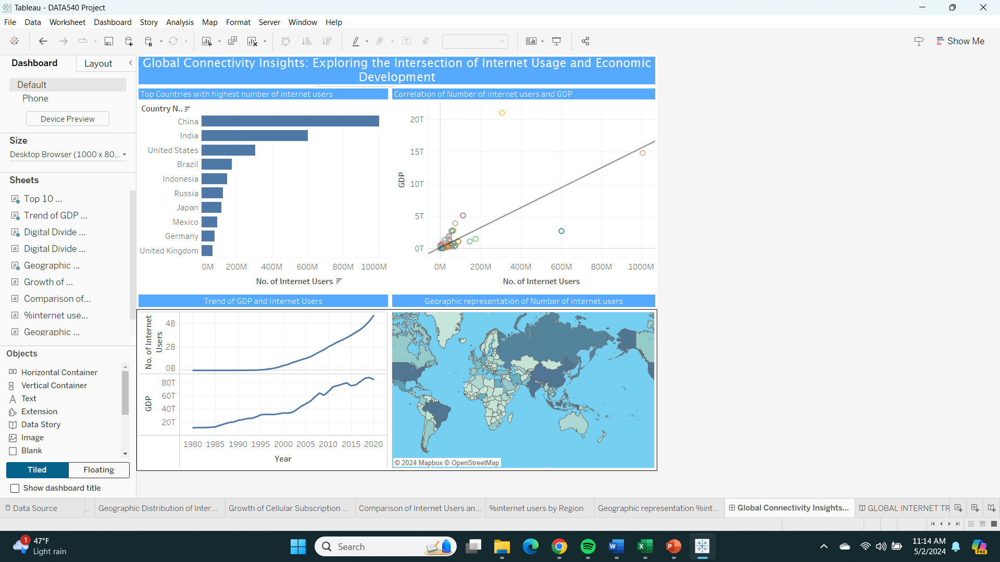 Tableau - DATA540 Project
File Data Worksheet Dashboard Story Analysis Map Format Server Window Help
Show Me
Dashboard Layout
Default
Phone
Device Preview
Size
Desktop Browser (1000 x 80...
Sheets
Top 10 ...
Trend of GDP ...
Digital Divide ...
Digital Divide ...
Geographic ...
Growth of ...
Comparison of...
%internet use...
Geographic ...
Objects
Horizontal Container
Vertical Container
Text
Extension
Data Story
Image
Blank
Tiled Floating
Show dashboard title
Global Connectivity Insights: Exploring the Intersection of Internet Usage and Economic
Development
Top Countries with highest number of internet users
Country N..
China
India
United States
Brazil
Indonesia
Russia
Japan
Mexico
Germany
United Kingdom
0M 200M 400M 600M 800M 1000M
No. of Internet Users
Correlation of Number of internet users and GDP
20T
15T
10T
5T
0T
GDP
0M 200M 400M 600M 800M 1000M
No. of Internet Users
Trend of GDP and Internet Users
No. of Internet
Users
4B
2B
0B
GDP
80T
60T
40T
20T
1980 1985 1990 1995 2000 2005 2010 2015 2020
Year
Georaphic representation of Number of internet users
© 2024 Mapbox © OpenStreetMap
Data Source .. Geographic Distribution of Inter... Growth of Cellular Subscription ... Comparison of Internet Users an... %internet users by Region Geographic representation %int... Global Connectivity Insights... GLOBAL INTERNET TR
1
47°F
Light rain
Search
W
X
P
11:14 AM
5/2/2024
PRE